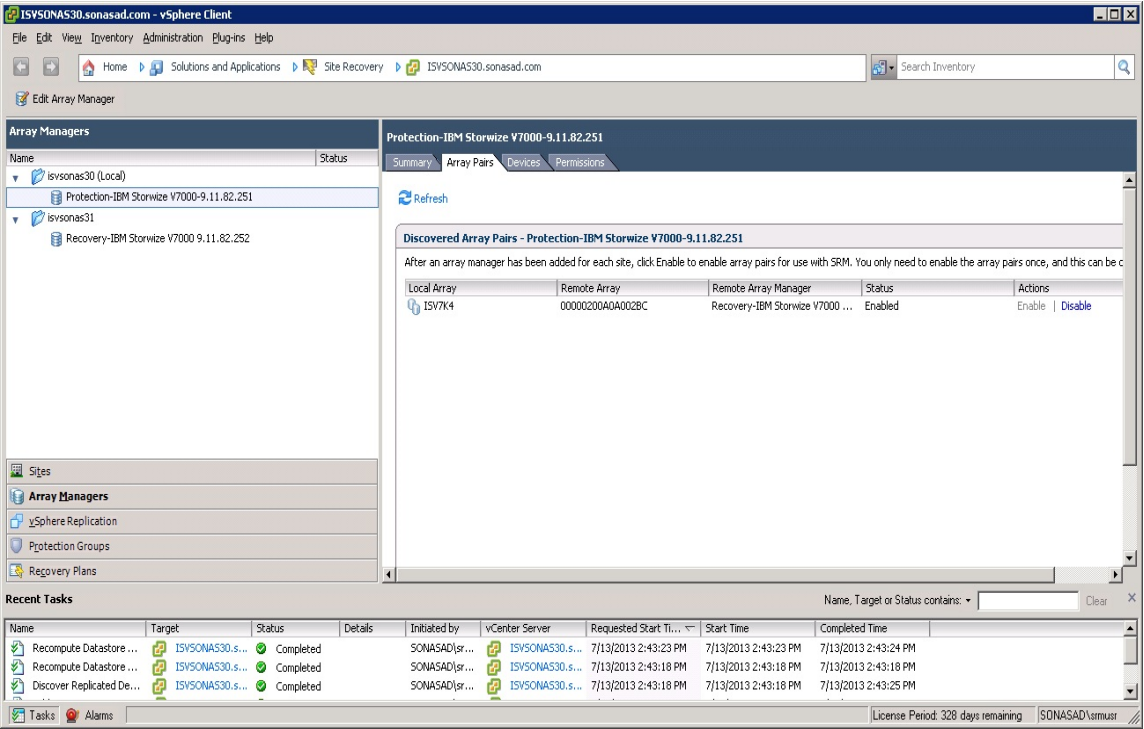 ISVSONAS30.sonasad.com - vSphere Client
File Edit View Inventory Administration Plug-ins Help
Home Solutions and Applications Site Recovery ISVSONAS30.sonasad.com Search Inventory
Edit Array Manager
Array Managers
Name Status
isvsonas30 (Local)
Protection-IBM Storwize V7000-9.11.82.251
isvsonas31
Recovery-IBM Storwize V7000 9.11.82.252
Sites
Array Managers
vSphere Replication
Protection Groups
Recovery Plans
Protection-IBM Storwize V7000-9.11.82.251
Summary Array Pairs Devices Permissions
Refresh
Discovered Array Pairs - Protection-IBM Storwize V7000-9.11.82.251
After an array manager has been added for each site, click Enable to enable array pairs for use with SRM. You only need to enable the array pairs once, and this can be c
Local Array Remote Array Remote Array Manager Status Actions
ISV7K4 00000200A0A002BC Recovery-IBM Storwize V7000 ... Enabled Enable | Disable
Recent Tasks Name, Target or Status contains: Clear
Name Target Status Details Initiated by vCenter Server Requested Start Ti... Start Time Completed Time
Recompute Datastore ... ISVSONAS30.s... Completed SONASAD\sr... ISVSONAS30.s... 7/13/2013 2:43:23 PM 7/13/2013 2:43:23 PM 7/13/2013 2:43:24 PM
Recompute Datastore ... ISVSONAS30.s... Completed SONASAD\sr... ISVSONAS30.s... 7/13/2013 2:43:18 PM 7/13/2013 2:43:18 PM 7/13/2013 2:43:18 PM
Discover Replicated De... ISVSONAS30.s... Completed SONASAD\sr... ISVSONAS30.s... 7/13/2013 2:43:18 PM 7/13/2013 2:43:18 PM 7/13/2013 2:43:25 PM
Tasks Alarms License Period: 328 days remaining SONASAD\srmusr